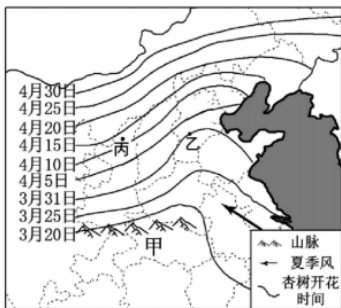 4月30日
4月25日
4月20日
4月15日
4月10日
4月5日
3月31日
3月25日
3月20日
丙
乙
甲
山脉
夏季风
杏树开花
时间